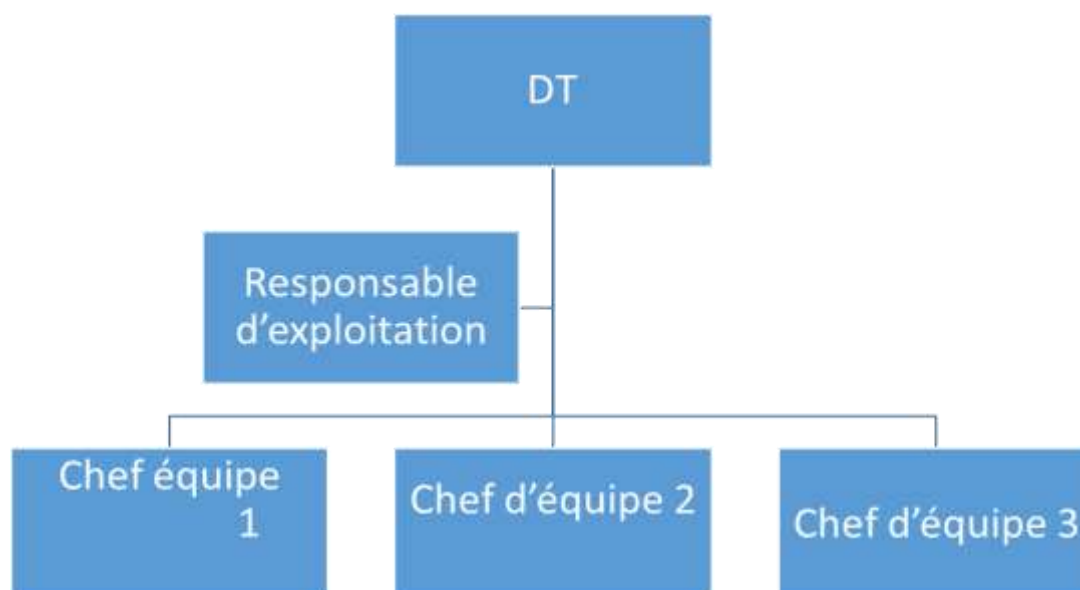 DT
Responsable
d’exploitation
Chef équipe
1
Chef d’équipe 2
Chef d’équipe 3